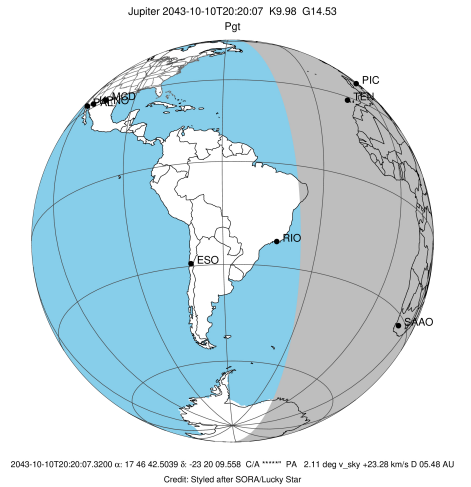 Jupiter 2043-10-10T20:20:07 K9.98 G14.53
Pgt
PIC
TEN
MCD
RIO
ESO
SAAO
2043-10-10T20:20:07.3200 α: 17 46 42.5039 δ: -23 20 09.558 C/A *****" PA 2.11 deg v_sky +23.28 km/s D 05.48 AU
Credit: Styled after SORA/Lucky Star